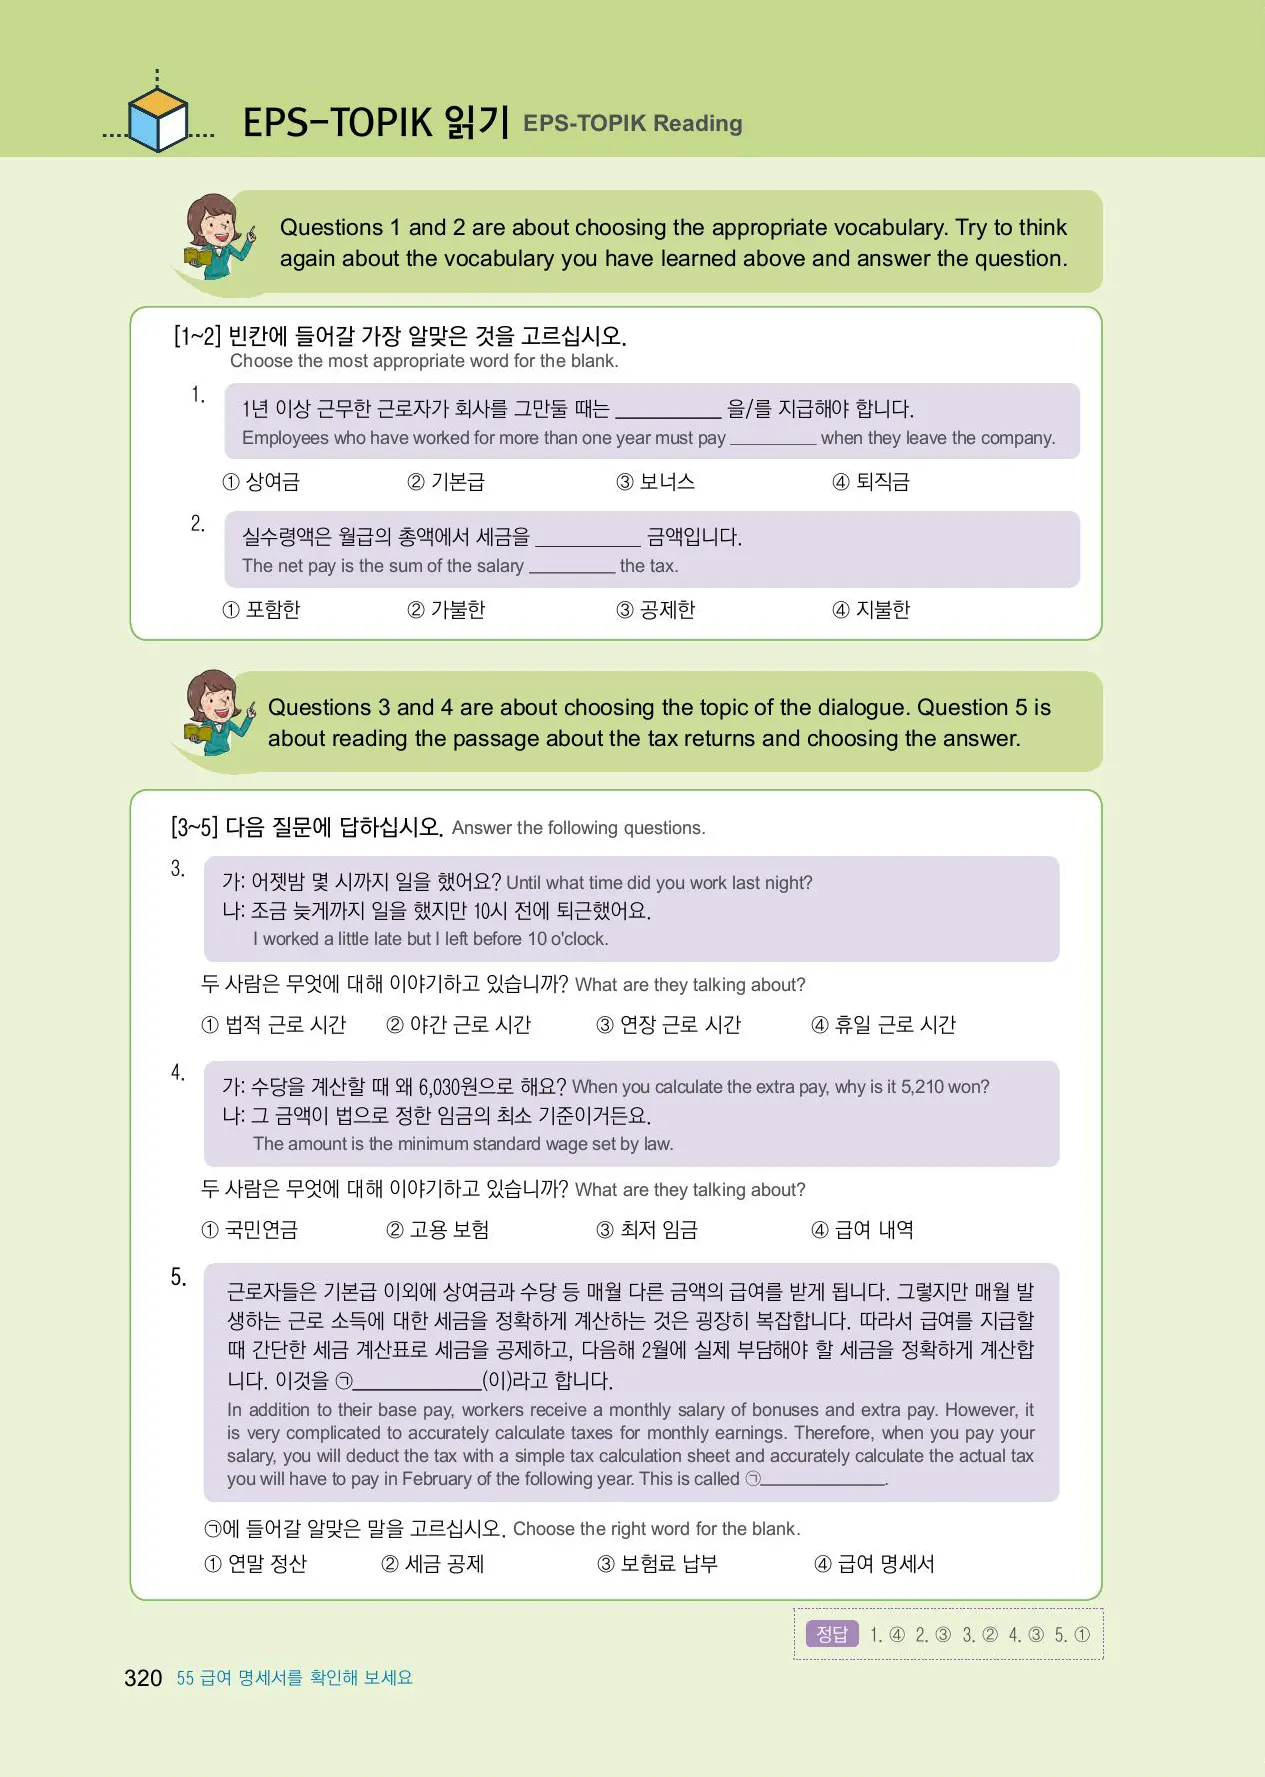 EPS-TOPIK 읽기 EPS-TOPIK Reading
Questions 1 and 2 are about choosing the appropriate vocabulary. Try to think
again about the vocabulary you have learned above and answer the question.
[1~2] 빈칸에 들어갈 가장 알맞은 것을 고르십시오.
Choose the most appropriate word for the blank.
1.
1년 이상 근무한 근로자가 회사를 그만둘 때는 __________ 을/를 지급해야 합니다.
Employees who have worked for more than one year must pay _________ when they leave the company.
① 상여금 ② 기본급 ③ 보너스 ④ 퇴직금
2.
실수령액은 월급의 총액에서 세금을 __________ 금액입니다.
The net pay is the sum of the salary _________ the tax.
① 포함한 ② 가불한 ③ 공제한 ④ 지불한
Questions 3 and 4 are about choosing the topic of the dialogue. Question 5 is
about reading the passage about the tax returns and choosing the answer.
[3~5] 다음 질문에 답하십시오. Answer the following questions.
3.
가: 어젯밤 몇 시까지 일을 했어요? Until what time did you work last night?
나: 조금 늦게까지 일을 했지만 10시 전에 퇴근했어요.
I worked a little late but I left before 10 o'clock.
두 사람은 무엇에 대해 이야기하고 있습니까? What are they talking about?
① 법적 근로 시간 ② 야간 근로 시간 ③ 연장 근로 시간 ④ 휴일 근로 시간
4.
가: 수당을 계산할 때 왜 6,030원으로 해요? When you calculate the extra pay, why is it 5,210 won?
나: 그 금액이 법으로 정한 임금의 최소 기준이거든요.
The amount is the minimum standard wage set by law.
두 사람은 무엇에 대해 이야기하고 있습니까? What are they talking about?
① 국민연금 ② 고용 보험 ③ 최저 임금 ④ 급여 내역
5.
근로자들은 기본급 이외에 상여금과 수당 등 매월 다른 금액의 급여를 받게 됩니다. 그렇지만 매월 발
생하는 근로 소득에 대한 세금을 정확하게 계산하는 것은 굉장히 복잡합니다. 따라서 급여를 지급할
때 간단한 세금 계산표로 세금을 공제하고, 다음해 2월에 실제 부담해야 할 세금을 정확하게 계산합
니다. 이것을 ㉠____________(이)라고 합니다.
In addition to their base pay, workers receive a monthly salary of bonuses and extra pay. However, it
is very complicated to accurately calculate taxes for monthly earnings. Therefore, when you pay your
salary, you will deduct the tax with a simple tax calculation sheet and accurately calculate the actual tax
you will have to pay in February of the following year. This is called ㉠____________.
㉠에 들어갈 알맞은 말을 고르십시오. Choose the right word for the blank.
① 연말 정산 ② 세금 공제 ③ 보험료 납부 ④ 급여 명세서
정답 1. ④ 2. ③ 3. ② 4. ③ 5. ①
320 55 급여 명세서를 확인해 보세요